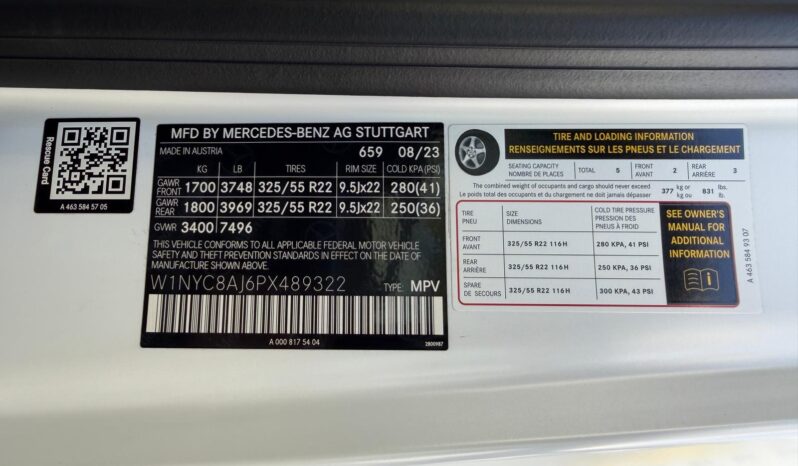 Rescue Card
A 463 584 57 05
MFD BY MERCEDES-BENZ AG STUTTGART
MADE IN AUSTRIA 659 08/23
KG LB TIRES RIM SIZE COLD KPA (PSI)
GAWR FRONT 1700 3748 325/55 R22 9.5Jx22 280(41)
GAWR REAR 1800 3969 325/55 R22 9.5Jx22 250(36)
GWR 3400 7496
THIS VEHICLE CONFORMS TO ALL APPLICABLE FEDERAL MOTOR VEHICLE
SAFETY AND THEFT PREVENTION STANDARDS IN EFFECT ON THE DATE OF
MANUFACTURE SHOWN ABOVE.
W1NYC8AJ6PX489322 TYPE: MPV
A 000 817 54 04
2800987
TIRE AND LOADING INFORMATION
RENSEIGNEMENTS SUR LES PNEUS ET LE CHARGEMENT
SEATING CAPACITY
NOMBRE DE PLACES
TOTAL 5
FRONT
AVANT
2
REAR
ARRIÈRE
3
The combined weight of occupants and cargo should never exceed
Le poids total des occupants et du chargement ne doit jamais dépasser
377 kg or
kg ou
831 lbs.
lb.
TIRE
PNEU
SIZE
DIMENSIONS
COLD TIRE PRESSURE
PRESSION DES
PNEUS À FROID
FRONT
AVANT
325/55 R22 116H
280 KPA, 41 PSI
REAR
ARRIÈRE
325/55 R22 116H
250 KPA, 36 PSI
SPARE
DE SECOURS
325/55 R22 116H
300 KPA, 43 PSI
SEE OWNER'S
MANUAL FOR
ADDITIONAL
INFORMATION
A 463 584 93 07